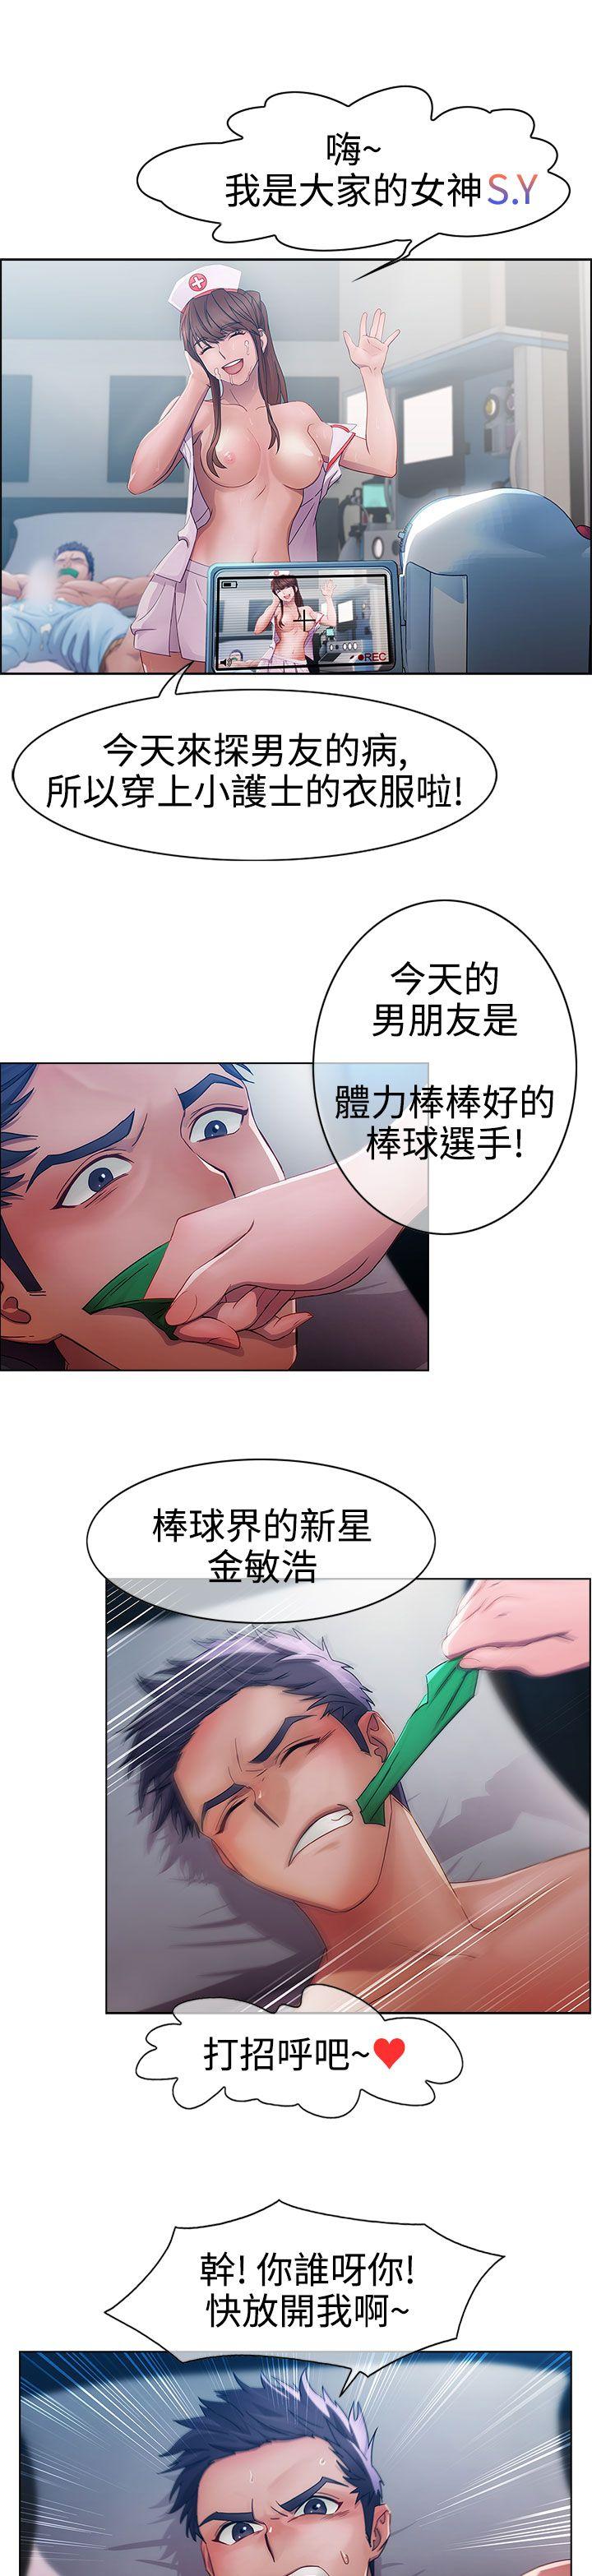 嗨~
我是大家的女神S.Y
REC
今天來探男友的病,
所以穿上小護士的衣服啦!
今天的
男朋友是
體力棒棒好的
棒球選手!
棒球界的新星
金敏浩
打招呼吧~♥
幹! 你誰呀你!
快放開我啊~